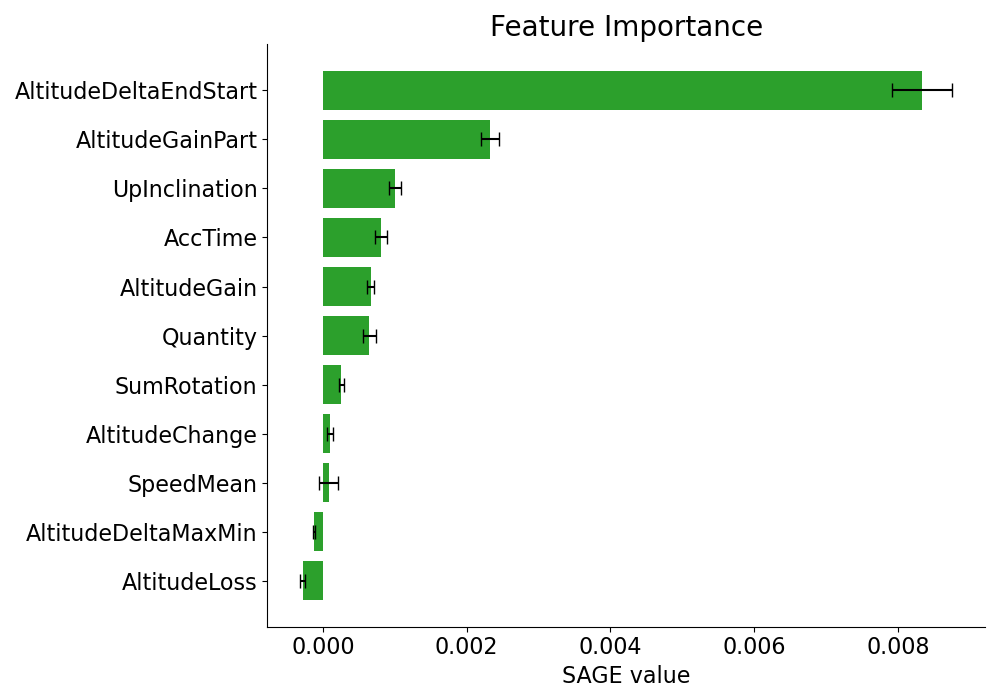 Feature Importance
AltitudeDeltaEndStart
AltitudeGainPart
UpInclination
AccTime
AltitudeGain
Quantity
SumRotation
AltitudeChange
SpeedMean
AltitudeDeltaMaxMin
AltitudeLoss
0.000 0.002 0.004 0.006 0.008
SAGE value